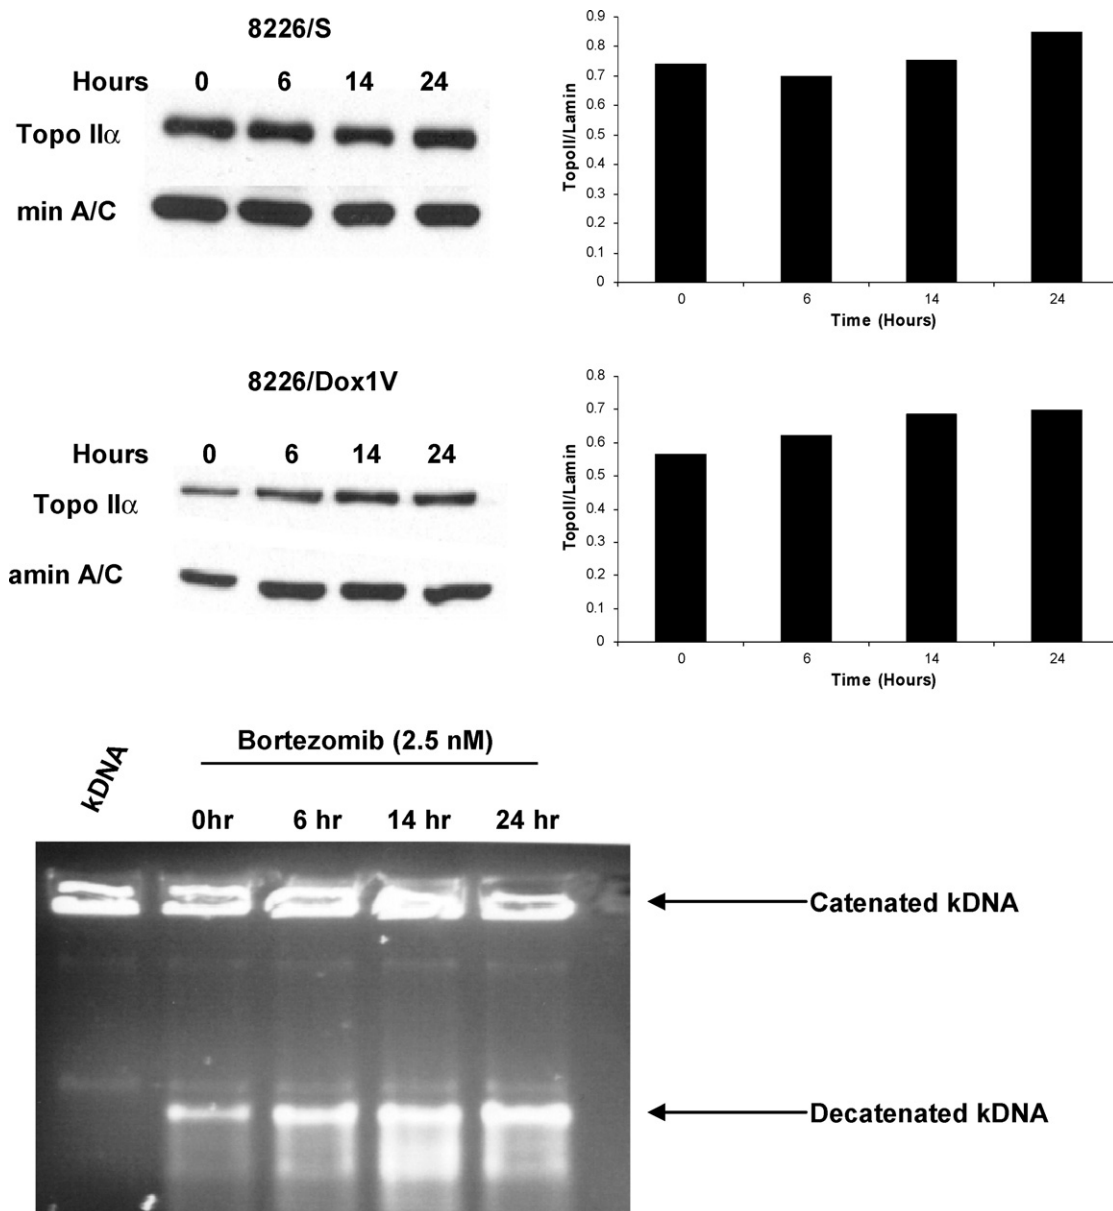 8226/S
Hours 0 6 14 24
Topo IIα
min A/C
0.9
0.8
0.7
0.6
0.5
0.4
0.3
0.2
0.1
0
TopoII/Lamin
0 6 14 24
Time (Hours)
8226/Dox1V
Hours 0 6 14 24
Topo IIα
amin A/C
0.8
0.7
0.6
0.5
0.4
0.3
0.2
0.1
0
TopoII/Lamin
0 6 14 24
Time (Hours)
kDNA
Bortezomib (2.5 nM)
0hr 6 hr 14 hr 24 hr
Catenated kDNA
Decatenated kDNA